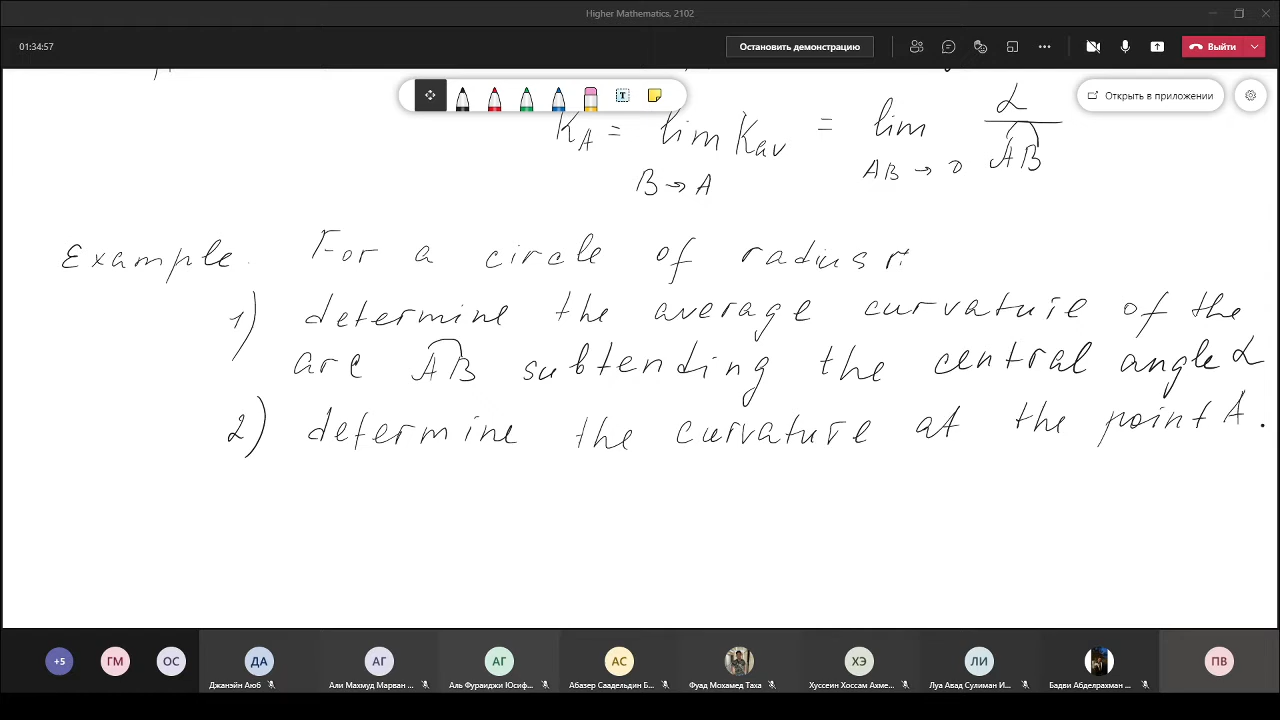 Higher Mathematics, 2102
01:34:57
Остановить демонстрацию
Выйти
Открыть в приложении
K_A = lim K_av = lim α / AB
B → A AB → 0
Example. For a circle of radius r:
1) determine the average curvature of the
arc AB subtending the central angle α
2) determine the curvature at the point A.
+5 ГМ ОС ДА АГ АГ АС ХЭ ЛИ ПВ
Джанэйн Аюб Али Махмуд Марван ... Аль Фураиджи Юсиф... Абазер Саадельдин Б... Фуад Мохамед Таха Хуссеин Хоссам Ахме... Луа Авад Сулиман И... Бадви Абделрахман ...